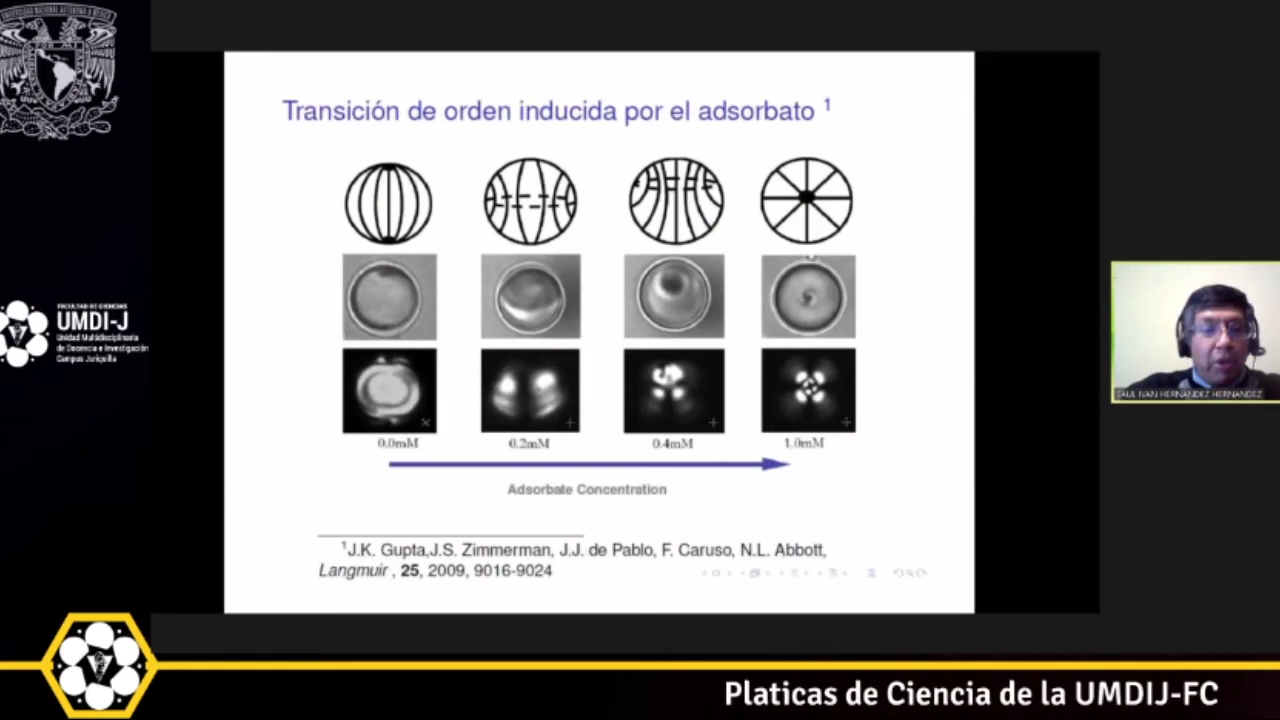 Transición de orden inducida por el adsorbato 1
0.0mM
0.2mM
0.4mM
1.0mM
Adsorbate Concentration
1J.K. Gupta,J.S. Zimmerman, J.J. de Pablo, F. Caruso, N.L. Abbott,
Langmuir , 25, 2009, 9016-9024
FACULTAD DE CIENCIAS
UMDI-J
Unidad Multidisciplinaria
de Docencia e Investigación
Campus Juriquilla
SAUL IVAN HERNANDEZ HERNANDEZ
Platicas de Ciencia de la UMDIJ-FC